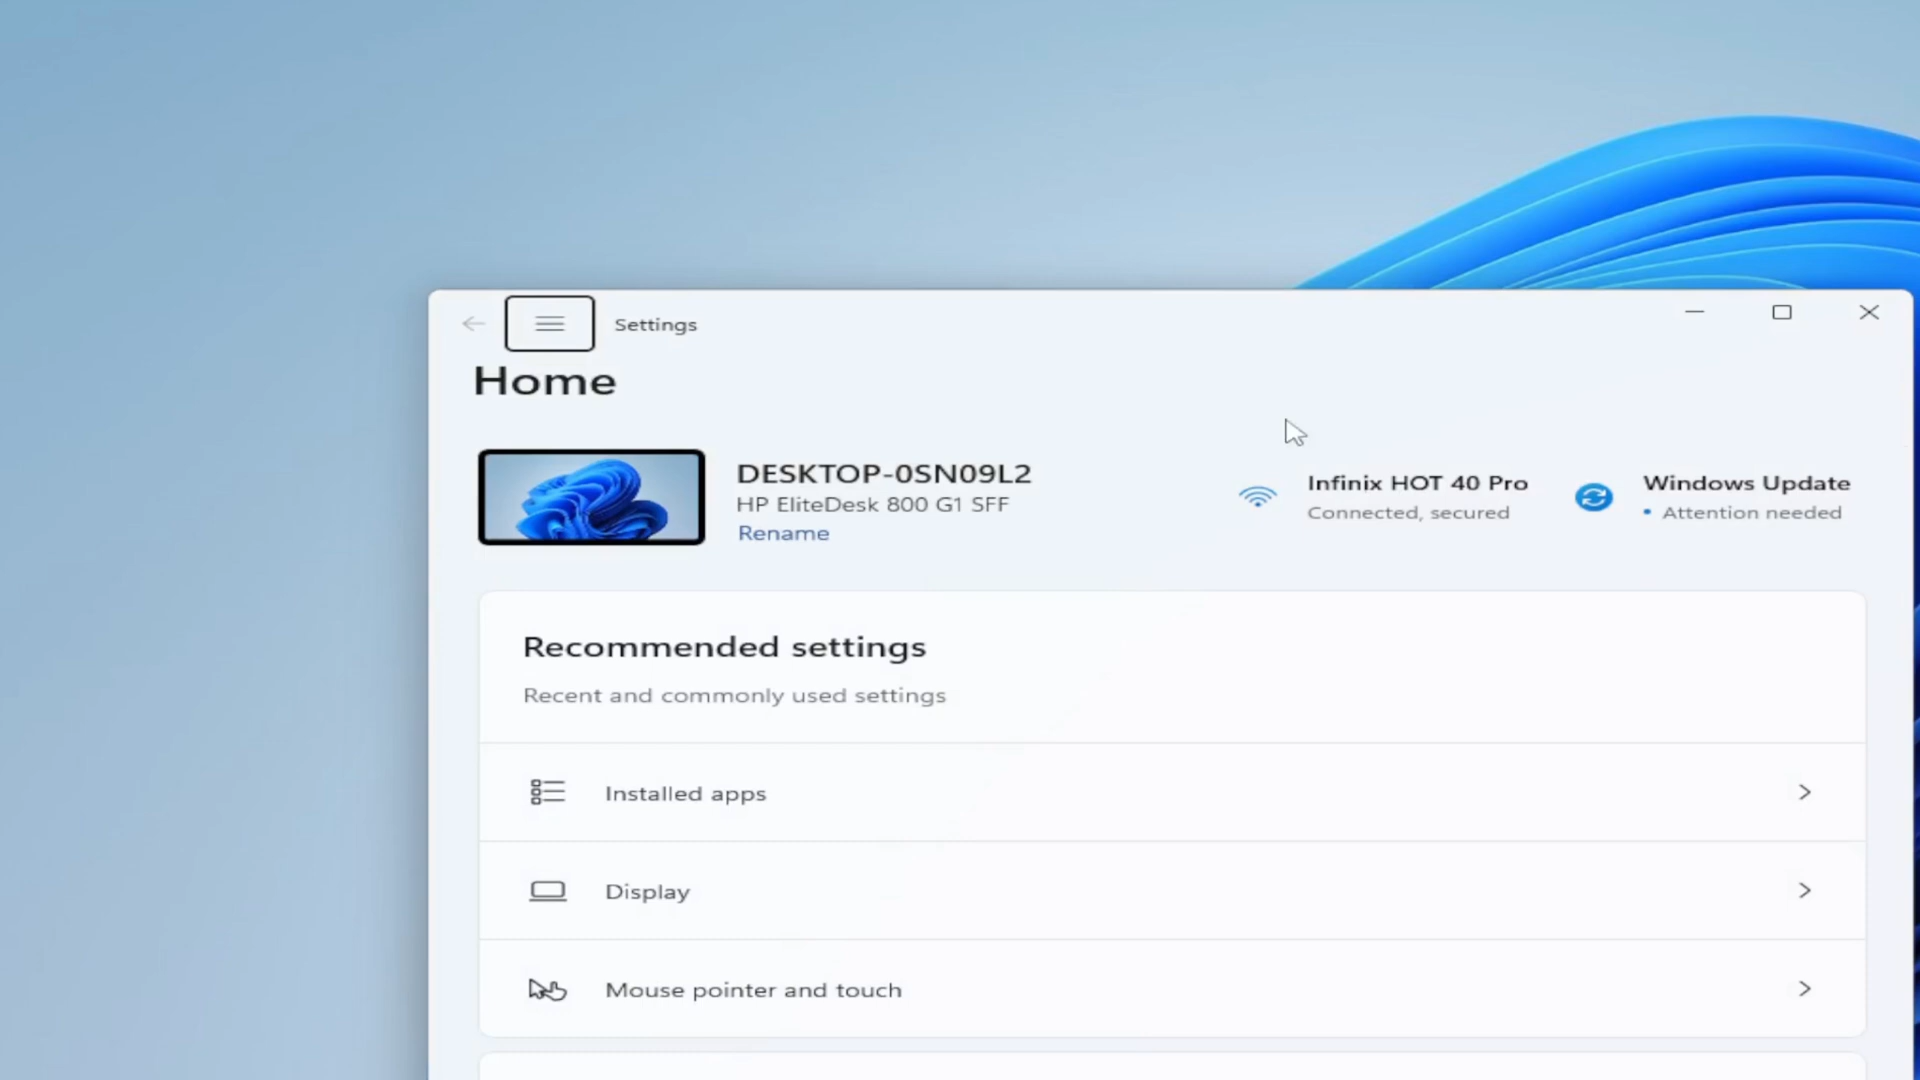 Settings
Home
DESKTOP-0SN09L2
HP EliteDesk 800 G1 SFF
Rename
Infinix HOT 40 Pro
Connected, secured
Windows Update
• Attention needed
Recommended settings
Recent and commonly used settings
Installed apps
Display
Mouse pointer and touch